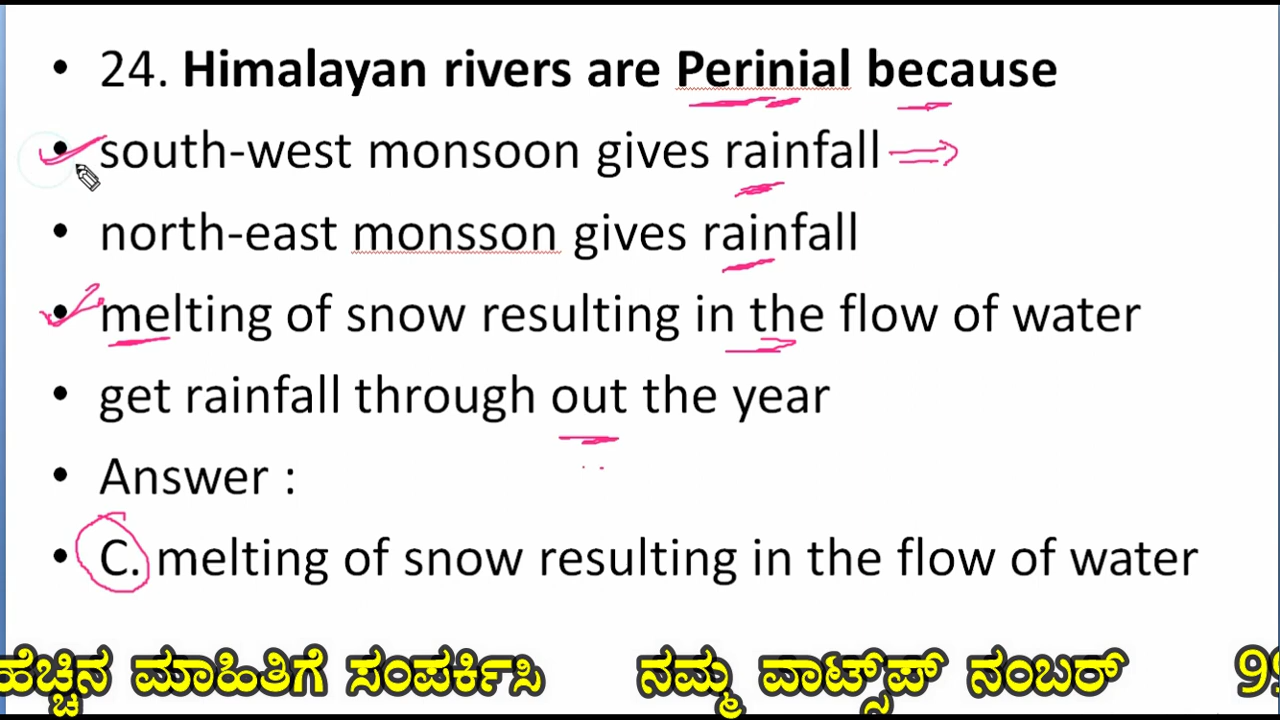 • 24. Himalayan rivers are Perinial because
• south-west monsoon gives rainfall
• north-east monsson gives rainfall
• melting of snow resulting in the flow of water
• get rainfall through out the year
• Answer :
• C. melting of snow resulting in the flow of water
ಹೆಚ್ಚಿನ ಮಾಹಿತಿಗೆ ಸಂಪರ್ಕಿಸಿ ನಮ್ಮ ವಾಟ್ಸ್‌ಪ್ ನಂಬರ್ 99